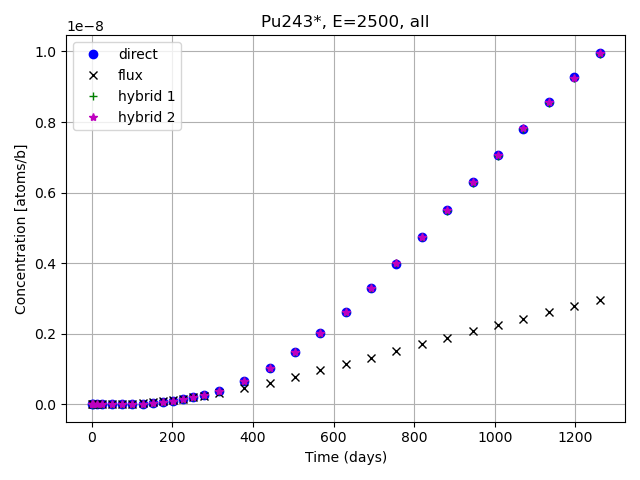 Pu243*, E=2500, all
1e−8
direct
flux
hybrid 1
hybrid 2
1.0
0.8
0.6
0.4
0.2
0.0
Concentration [atoms/b]
0 200 400 600 800 1000 1200
Time (days)